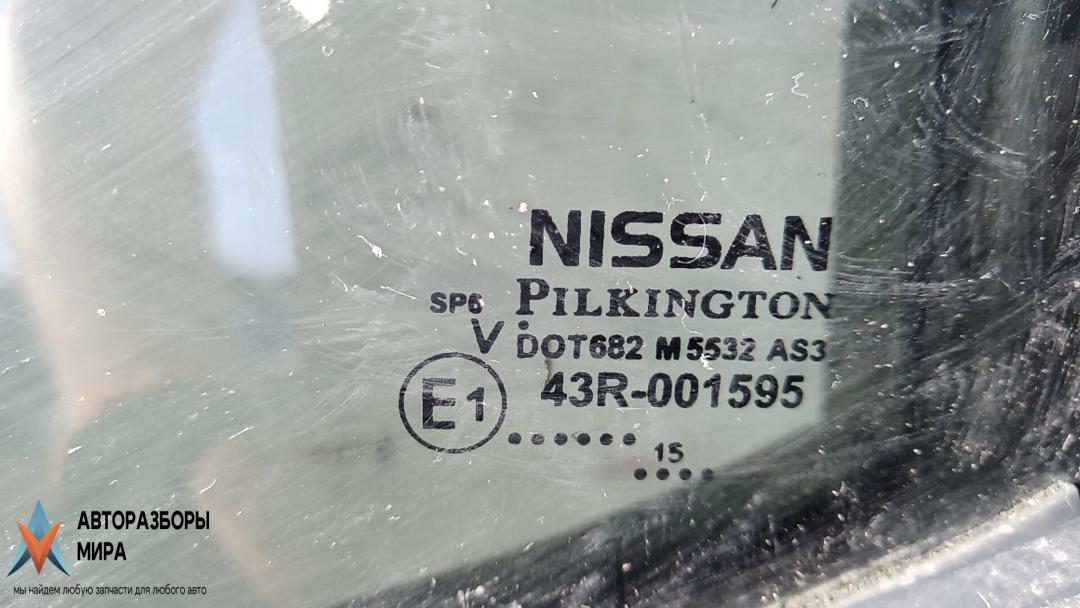 NISSAN
SP6 PILKINGTON
V DOT682 M5532 AS3
E1 43R-001595
15
АВТОРАЗБОРЫ
МИРА
мы найдем любую запчасти для любого авто